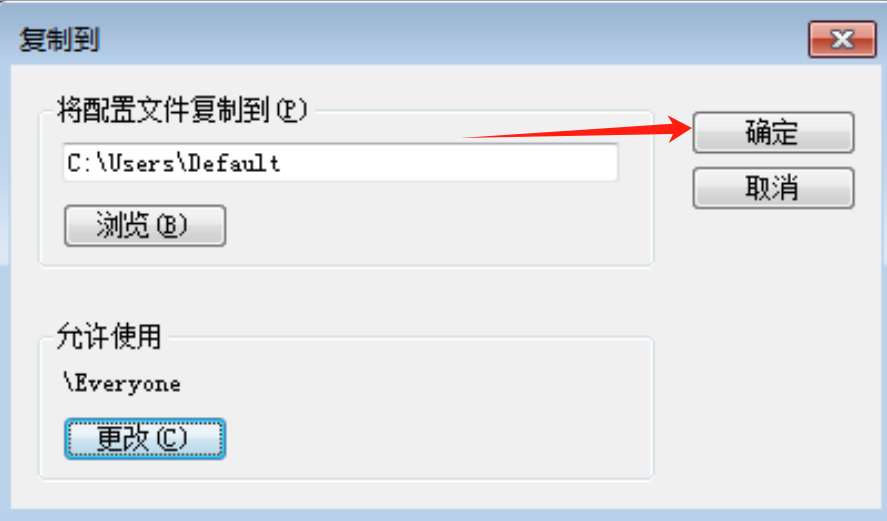 复制到
将配置文件复制到(P)
C:\Users\Default
浏览(B)
确定
取消
允许使用
\Everyone
更改(C)